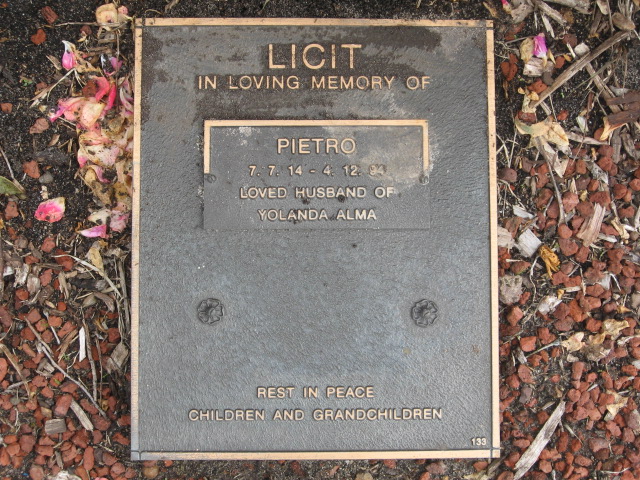 LICIT
IN LOVING MEMORY OF
PIETRO
7. 7. 14 - 4. 12. 94
LOVED HUSBAND OF
YOLANDA ALMA
REST IN PEACE
CHILDREN AND GRANDCHILDREN
133